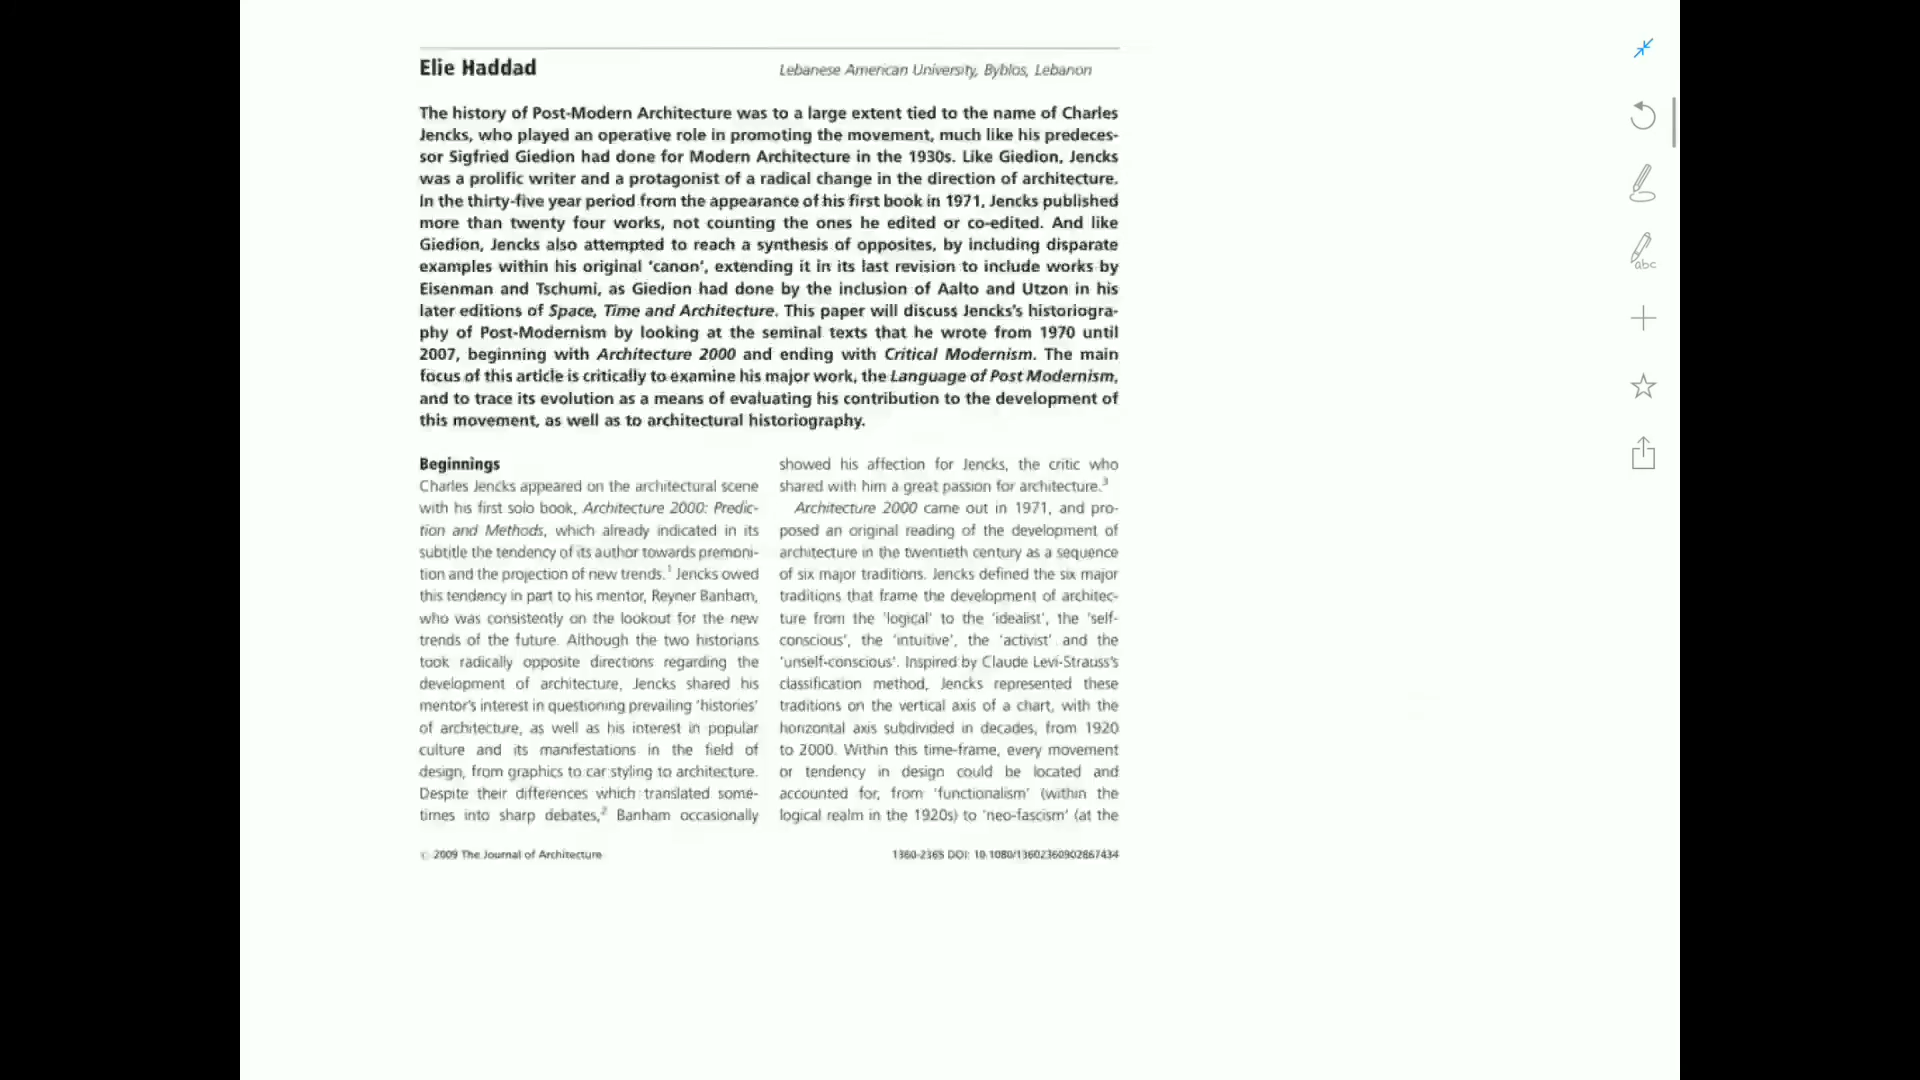 Elie Haddad
Lebanese American University, Byblos, Lebanon
The history of Post-Modern Architecture was to a large extent tied to the name of Charles
Jencks, who played an operative role in promoting the movement, much like his predeces-
sor Sigfried Giedion had done for Modern Architecture in the 1930s. Like Giedion, Jencks
was a prolific writer and a protagonist of a radical change in the direction of architecture.
In the thirty-five year period from the appearance of his first book in 1971, Jencks published
more than twenty four works, not counting the ones he edited or co-edited. And like
Giedion, Jencks also attempted to reach a synthesis of opposites, by including disparate
examples within his original ‘canon’, extending it in its last revision to include works by
Eisenman and Tschumi, as Giedion had done by the inclusion of Aalto and Utzon in his
later editions of Space, Time and Architecture. This paper will discuss Jencks’s historiogra-
phy of Post-Modernism by looking at the seminal texts that he wrote from 1970 until
2007, beginning with Architecture 2000 and ending with Critical Modernism. The main
focus of this article is critically to examine his major work, the Language of Post Modernism,
and to trace its evolution as a means of evaluating his contribution to the development of
this movement, as well as to architectural historiography.
Beginnings
Charles Jencks appeared on the architectural scene
with his first solo book, Architecture 2000: Predic-
tion and Methods, which already indicated in its
subtitle the tendency of its author towards premoni-
tion and the projection of new trends.1 Jencks owed
this tendency in part to his mentor, Reyner Banham,
who was consistently on the lookout for the new
trends of the future. Although the two historians
took radically opposite directions regarding the
development of architecture, Jencks shared his
mentor’s interest in questioning prevailing ‘histories’
of architecture, as well as his interest in popular
culture and its manifestations in the field of
design, from graphics to car styling to architecture.
Despite their differences which translated some-
times into sharp debates,2 Banham occasionally
showed his affection for Jencks, the critic who
shared with him a great passion for architecture.3
Architecture 2000 came out in 1971, and pro-
posed an original reading of the development of
architecture in the twentieth century as a sequence
of six major traditions. Jencks defined the six major
traditions that frame the development of architec-
ture from the ‘logical’ to the ‘idealist’, the ‘self-
conscious’, the ‘intuitive’, the ‘activist’ and the
‘unself-conscious’. Inspired by Claude Levi-Strauss’s
classification method, Jencks represented these
traditions on the vertical axis of a chart, with the
horizontal axis subdivided in decades, from 1920
to 2000. Within this time-frame, every movement
or tendency in design could be located and
accounted for, from ‘functionalism’ (within the
logical realm in the 1920s) to ‘neo-fascism’ (at the
© 2009 The Journal of Architecture
1360-2365 DOI: 10.1080/13602360902867434
abc